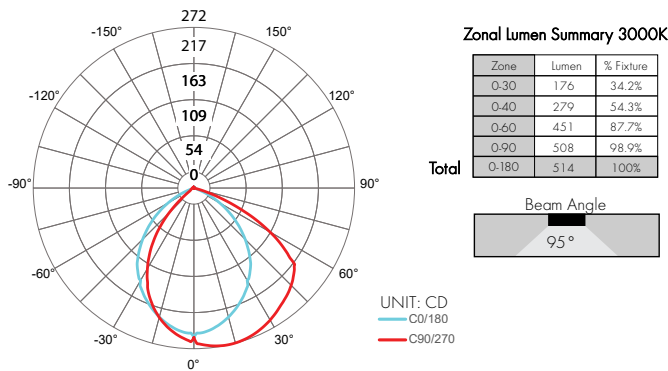 272
217
163
109
54
0
-150°
150°
-120°
120°
-90°
90°
-60°
60°
-30°
30°
0°
UNIT: CD
C0/180
C90/270
Zonal Lumen Summary 3000K
Zone Lumen % Fixture
0-30 176 34.2%
0-40 279 54.3%
0-60 451 87.7%
0-90 508 98.9%
Total 0-180 514 100%
Beam Angle
95°